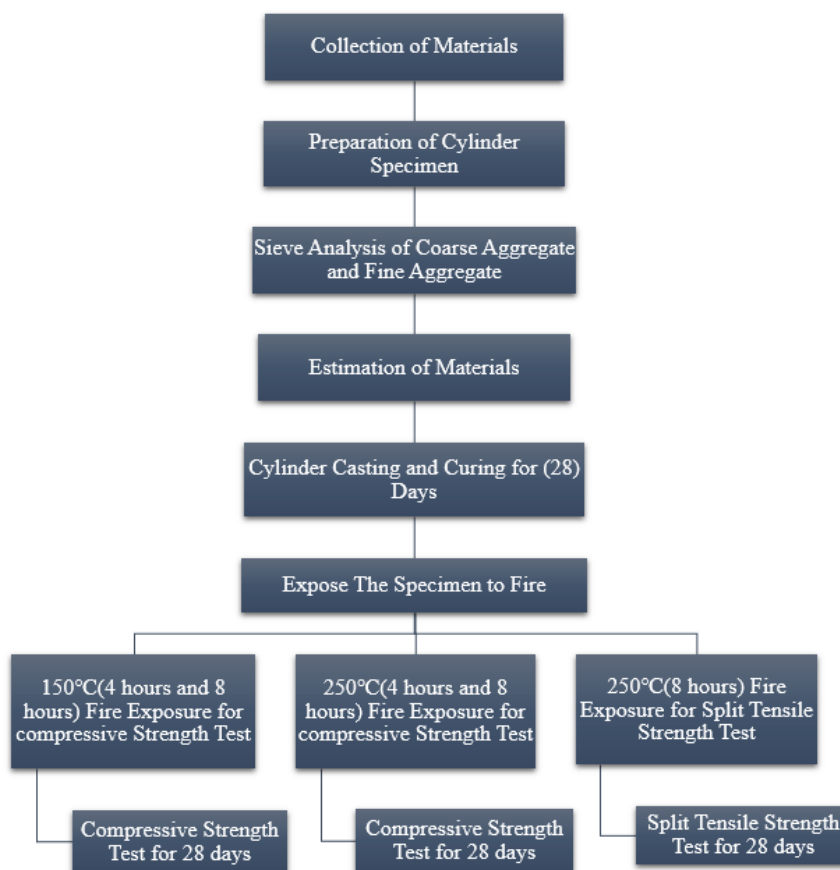 Collection of Materials
Preparation of Cylinder
Specimen
Sieve Analysis of Coarse Aggregate
and Fine Aggregate
Estimation of Materials
Cylinder Casting and Curing for (28)
Days
Expose The Specimen to Fire
150°C(4 hours and 8
hours) Fire Exposure for
compressive Strength Test
250°C(4 hours and 8
hours) Fire Exposure for
compressive Strength Test
250°C(8 hours) Fire
Exposure for Split Tensile
Strength Test
Compressive Strength
Test for 28 days
Compressive Strength
Test for 28 days
Split Tensile Strength
Test for 28 days